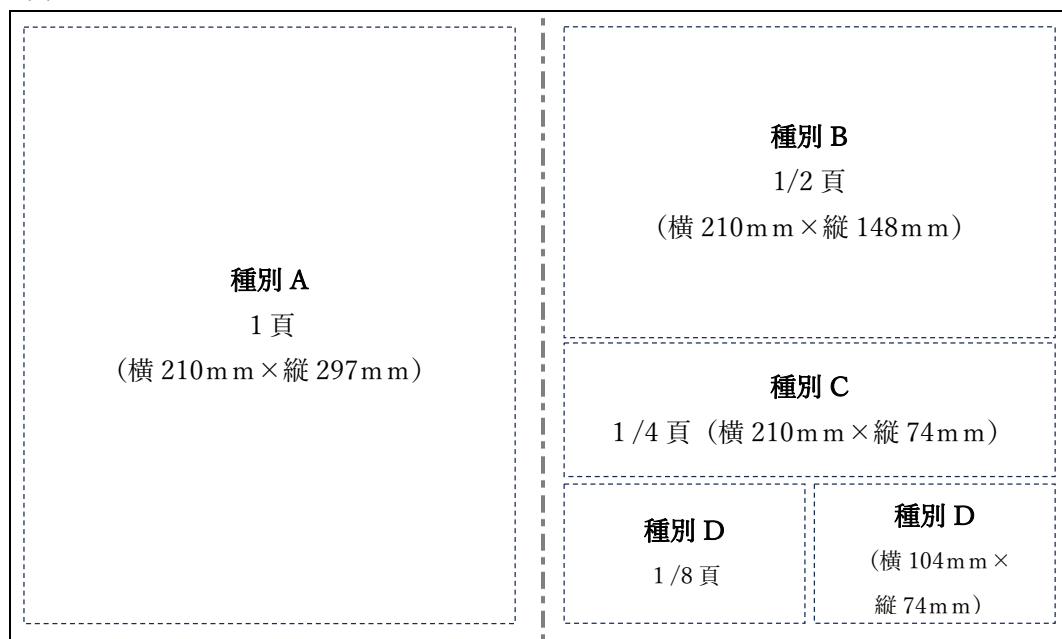 種別 A
1 頁
（横 210mm×縦 297mm）
種別 B
1/2 頁
（横 210mm×縦 148mm）
種別 C
1/4 頁（横 210mm×縦 74mm）
種別 D
1/8 頁
種別 D
（横 104mm×
縦 74mm）